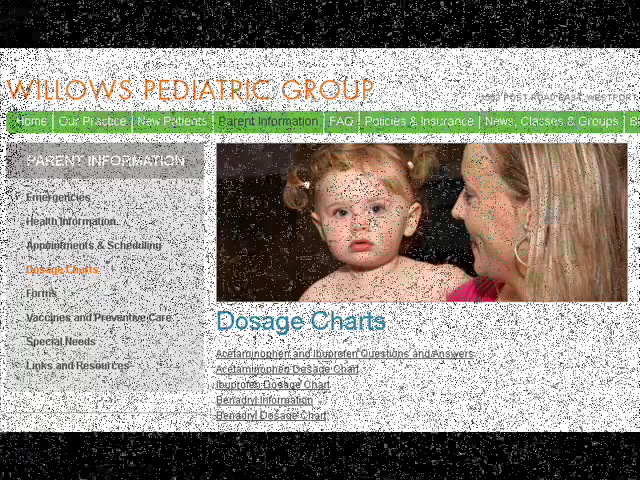 WILLOWS PEDIATRIC GROUP
Home | Our Practice | New Patients | Parent Information | FAQ | Policies & Insurance | News, Classes & Groups
PARENT INFORMATION
Emergencies
Health Information
Appointments & Scheduling
Dosage Charts
Forms
Vaccines and Preventive Care
Special Needs
Links and Resources
Dosage Charts
Acetaminophen and Ibuprofen Questions and Answers
Acetaminophen Dosage Chart
Ibuprofen Dosage Chart
Benadryl Information
Benadryl Dosage Chart